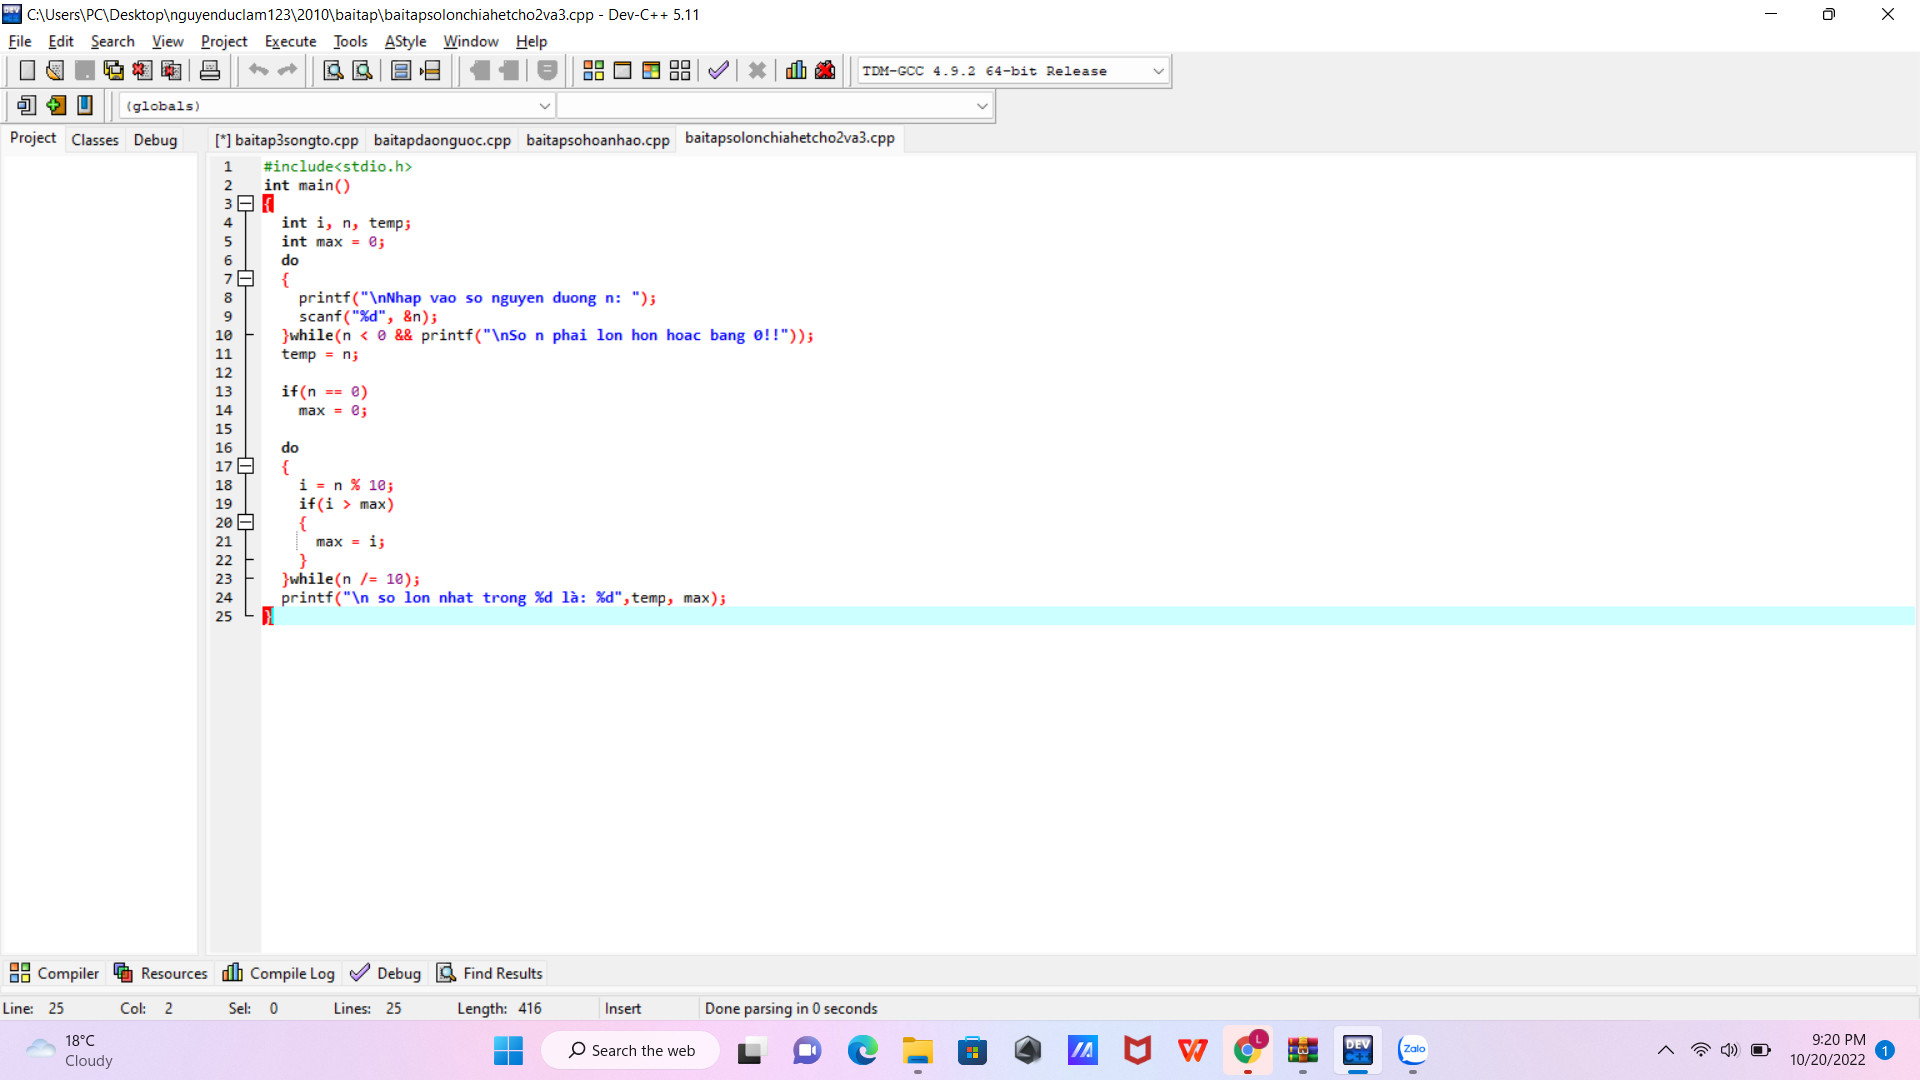 C:\Users\PC\Desktop\nguyenduclam123\2010\baitap\baitapsolonchiahetcho2va3.cpp - Dev-C++ 5.11
File Edit Search View Project Execute Tools AStyle Window Help
TDM-GCC 4.9.2 64-bit Release
(globals)
Project Classes Debug [*] baitap3songto.cpp baitapdaonguoc.cpp baitapsohoanhao.cpp baitapsolonchiahetcho2va3.cpp
1 #include<stdio.h>
2 int main()
3 {
4 int i, n, temp;
5 int max = 0;
6 do
7 {
8 printf("\nNhap vao so nguyen duong n: ");
9 scanf("%d", &n);
10 }while(n < 0 && printf("\nSo n phai lon hon hoac bang 0!!"));
11 temp = n;
12
13 if(n == 0)
14 max = 0;
15
16 do
17 {
18 i = n % 10;
19 if(i > max)
20 {
21 max = i;
22 }
23 }while(n /= 10);
24 printf("\n so lon nhat trong %d là: %d",temp, max);
25 }
Compiler Resources Compile Log Debug Find Results
Line: 25 Col: 2 Sel: 0 Lines: 25 Length: 416 Insert Done parsing in 0 seconds
18°C
Cloudy
Search the web
L
DEV
C++
Zalo
9:20 PM
10/20/2022
1